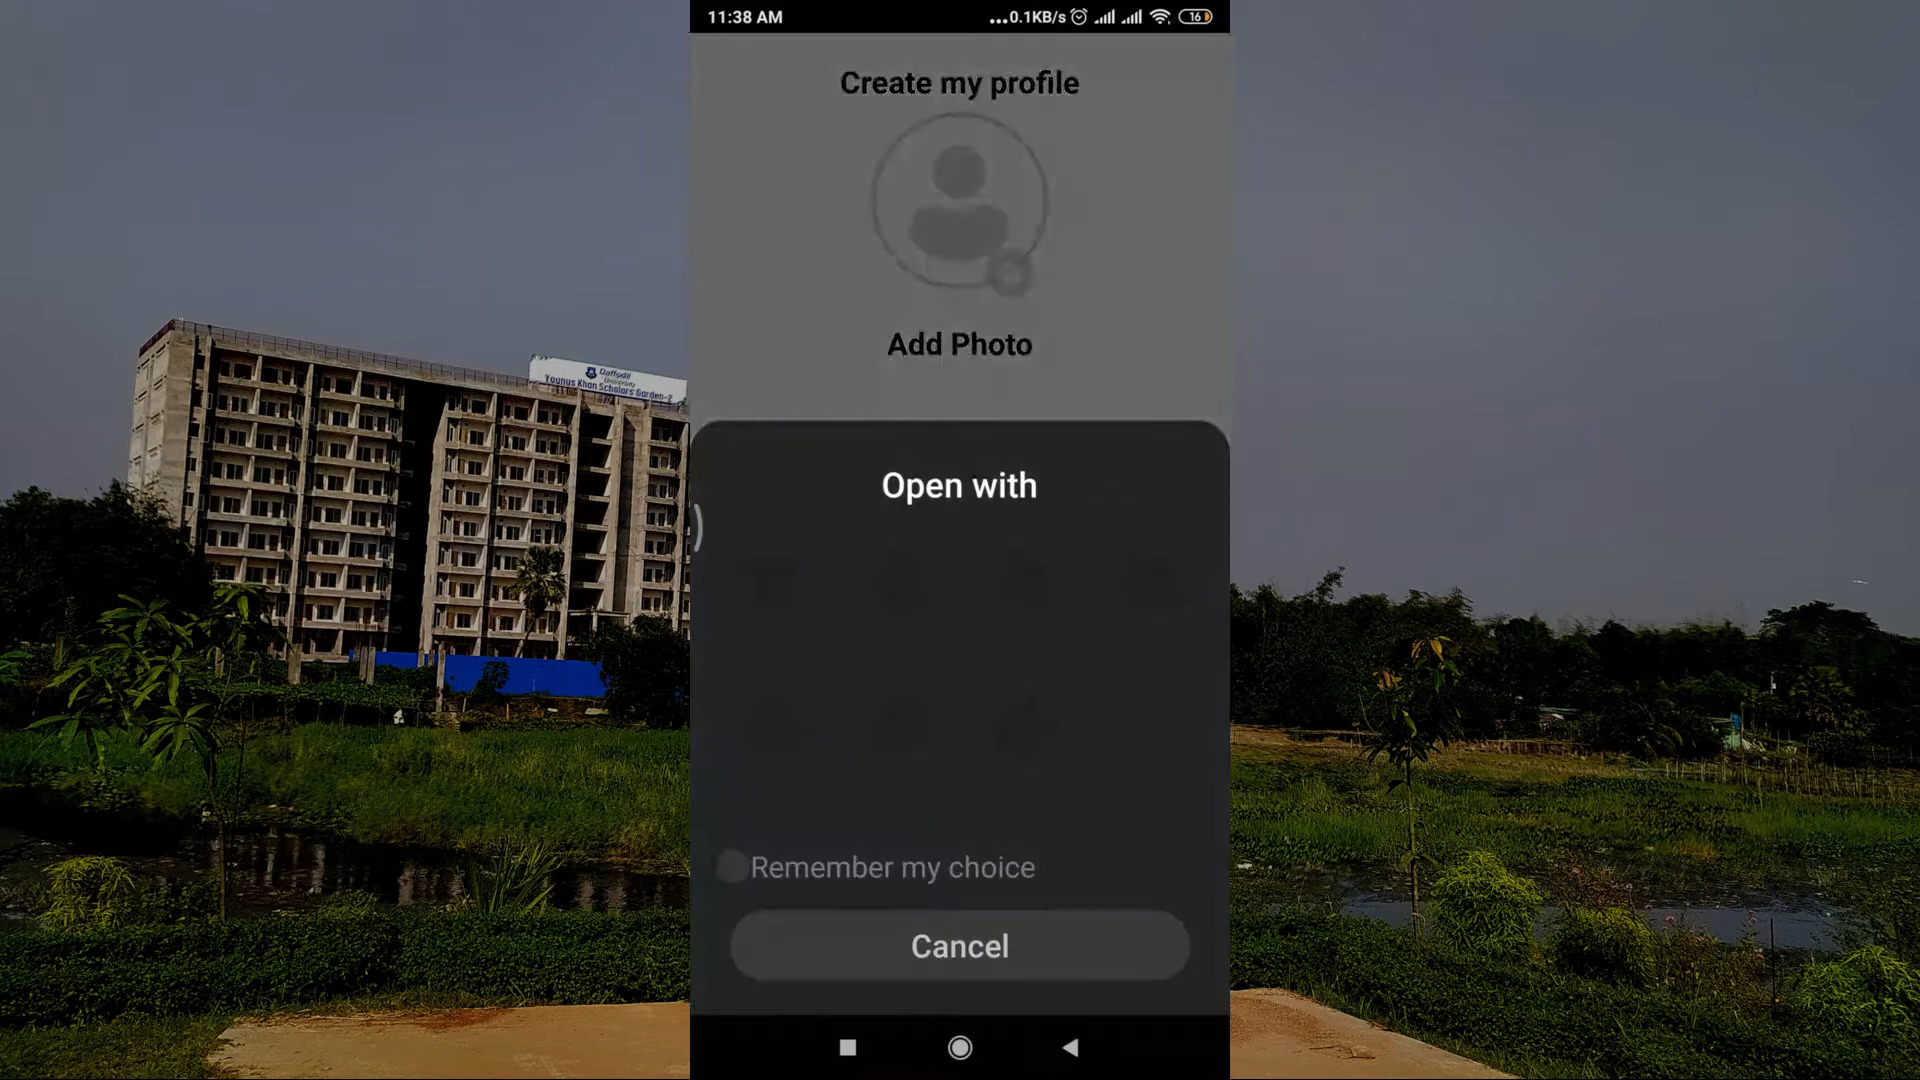 11:38 AM
...0.1KB/s
16
Create my profile
Add Photo
Daffodil
University
Younus Khan Scholars Garden-2
Open with
Remember my choice
Cancel